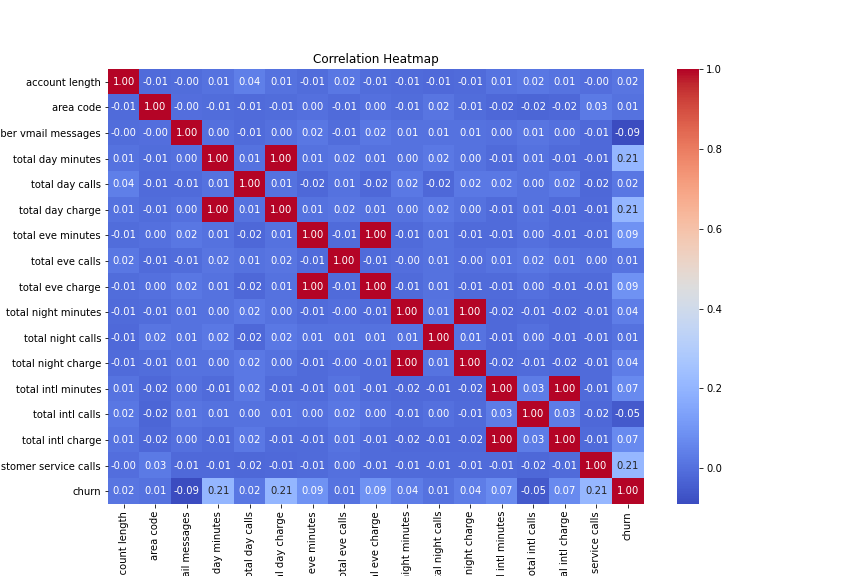 Correlation Heatmap
account length 1.00 -0.01 -0.00 0.01 0.04 0.01 -0.01 0.02 -0.01 -0.01 -0.01 -0.01 0.01 0.02 0.01 -0.00 0.02
area code -0.01 1.00 -0.00 -0.01 -0.01 -0.01 0.00 -0.01 0.00 -0.01 0.02 -0.01 -0.02 -0.02 -0.02 0.03 0.01
ber vmail messages -0.00 -0.00 1.00 0.00 -0.01 0.00 0.02 -0.01 0.02 0.01 0.01 0.01 0.00 0.01 0.00 -0.01 -0.09
total day minutes 0.01 -0.01 0.00 1.00 0.01 1.00 0.01 0.02 0.01 0.00 0.02 0.00 -0.01 0.01 -0.01 -0.01 0.21
total day calls 0.04 -0.01 -0.01 0.01 1.00 0.01 -0.02 0.01 -0.02 0.02 -0.02 0.02 0.02 0.00 0.02 -0.02 0.02
total day charge 0.01 -0.01 0.00 1.00 0.01 1.00 0.01 0.02 0.01 0.00 0.02 0.00 -0.01 0.01 -0.01 -0.01 0.21
total eve minutes -0.01 0.00 0.02 0.01 -0.02 0.01 1.00 -0.01 1.00 -0.01 0.01 -0.01 -0.01 0.00 -0.01 -0.01 0.09
total eve calls 0.02 -0.01 -0.01 0.02 0.01 0.02 -0.01 1.00 -0.01 -0.00 0.01 -0.00 0.01 0.02 0.01 0.00 0.01
total eve charge -0.01 0.00 0.02 0.01 -0.02 0.01 1.00 -0.01 1.00 -0.01 0.01 -0.01 -0.01 0.00 -0.01 -0.01 0.09
total night minutes -0.01 -0.01 0.01 0.00 0.02 0.00 -0.01 -0.00 -0.01 1.00 0.01 1.00 -0.02 -0.01 -0.02 -0.01 0.04
total night calls -0.01 0.02 0.01 0.02 -0.02 0.02 0.01 0.01 0.01 0.01 1.00 0.01 -0.01 0.00 -0.01 -0.01 0.01
total night charge -0.01 -0.01 0.01 0.00 0.02 0.00 -0.01 -0.00 -0.01 1.00 0.01 1.00 -0.02 -0.01 -0.02 -0.01 0.04
total intl minutes 0.01 -0.02 0.00 -0.01 0.02 -0.01 -0.01 0.01 -0.01 -0.02 -0.01 -0.02 1.00 0.03 1.00 -0.01 0.07
total intl calls 0.02 -0.02 0.01 0.01 0.00 0.01 0.00 0.02 0.00 -0.01 0.00 -0.01 0.03 1.00 0.03 -0.02 -0.05
total intl charge 0.01 -0.02 0.00 -0.01 0.02 -0.01 -0.01 0.01 -0.01 -0.02 -0.01 -0.02 1.00 0.03 1.00 -0.01 0.07
stomer service calls -0.00 0.03 -0.01 -0.01 -0.02 -0.01 -0.01 0.00 -0.01 -0.01 -0.01 -0.01 -0.01 -0.02 -0.01 1.00 0.21
churn 0.02 0.01 -0.09 0.21 0.02 0.21 0.09 0.01 0.09 0.04 0.01 0.04 0.07 -0.05 0.07 0.21 1.00
count length
area code
ail messages
day minutes
otal day calls
l day charge
eve minutes
otal eve calls
al eve charge
night minutes
tal night calls
night charge
l intl minutes
otal intl calls
al intl charge
service calls
churn
1.0
0.8
0.6
0.4
0.2
0.0